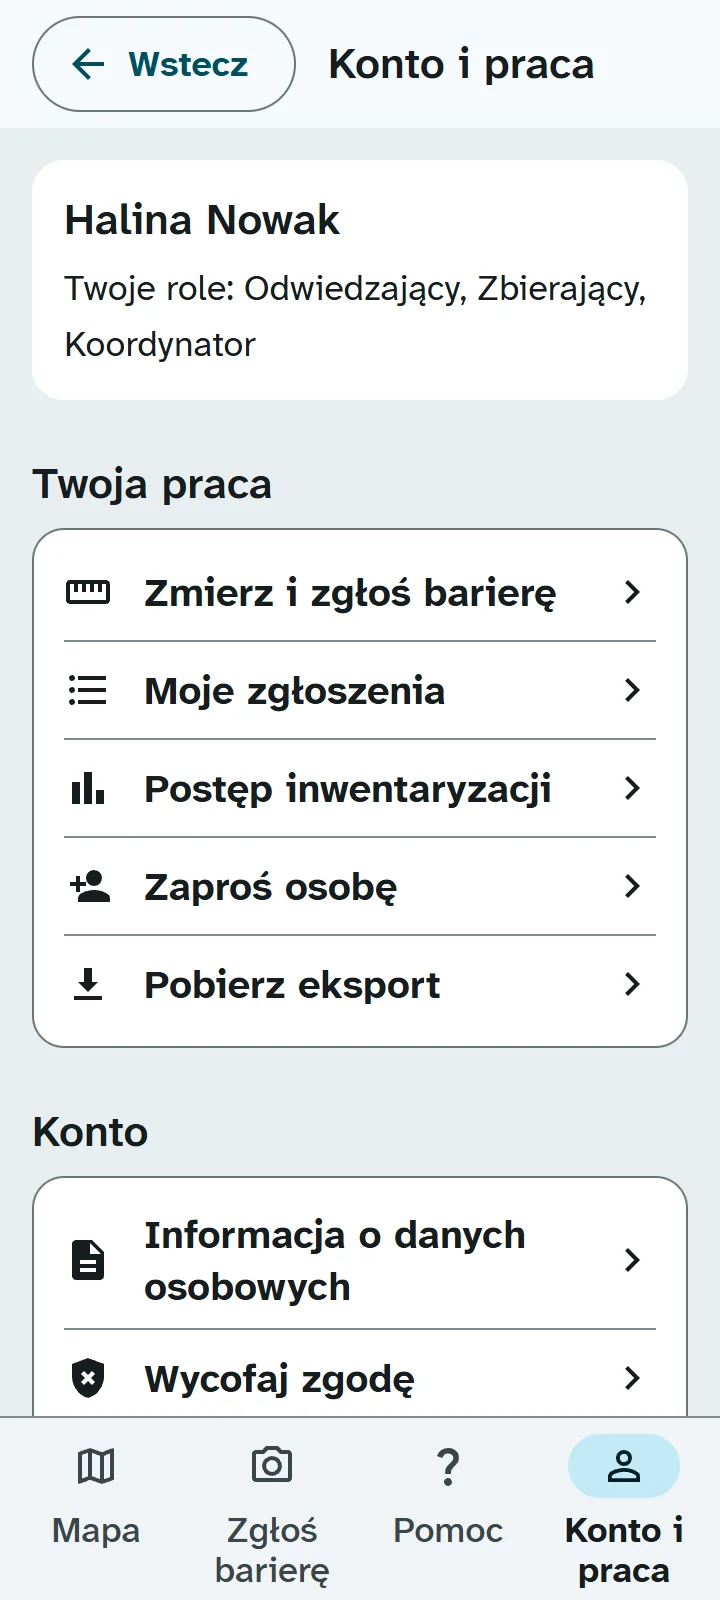 Wstecz
Konto i praca
Halina Nowak
Twoje role: Odwiedzający, Zbierający,
Koordynator
Twoja praca
Zmierz i zgłoś barierę
Moje zgłoszenia
Postęp inwentaryzacji
Zaproś osobę
Pobierz eksport
Konto
Informacja o danych
osobowych
Wycofaj zgodę
Mapa
Zgłoś
barierę
Pomoc
Konto i
praca